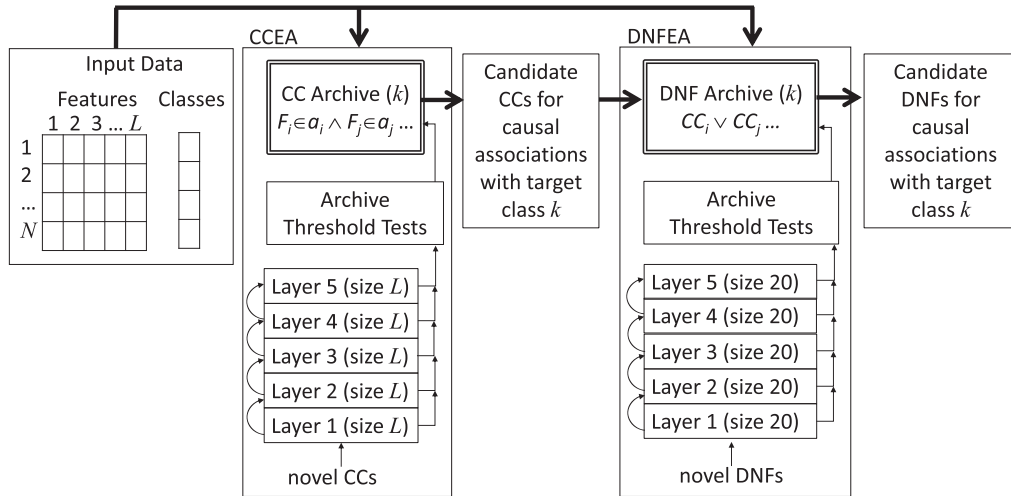 Input Data
Features Classes
1 2 3 ... L
1
2
...
N
CCEA
CC Archive (k)
F_i∈a_i ∧ F_j∈a_j ...
Archive
Threshold Tests
Layer 5 (size L)
Layer 4 (size L)
Layer 3 (size L)
Layer 2 (size L)
Layer 1 (size L)
novel CCs
Candidate
CCs for
causal
associations
with target
class k
DNFEA
DNF Archive (k)
CC_i ∨ CC_j ...
Archive
Threshold Tests
Layer 5 (size 20)
Layer 4 (size 20)
Layer 3 (size 20)
Layer 2 (size 20)
Layer 1 (size 20)
novel DNFs
Candidate
DNFs for
causal
associations
with target
class k